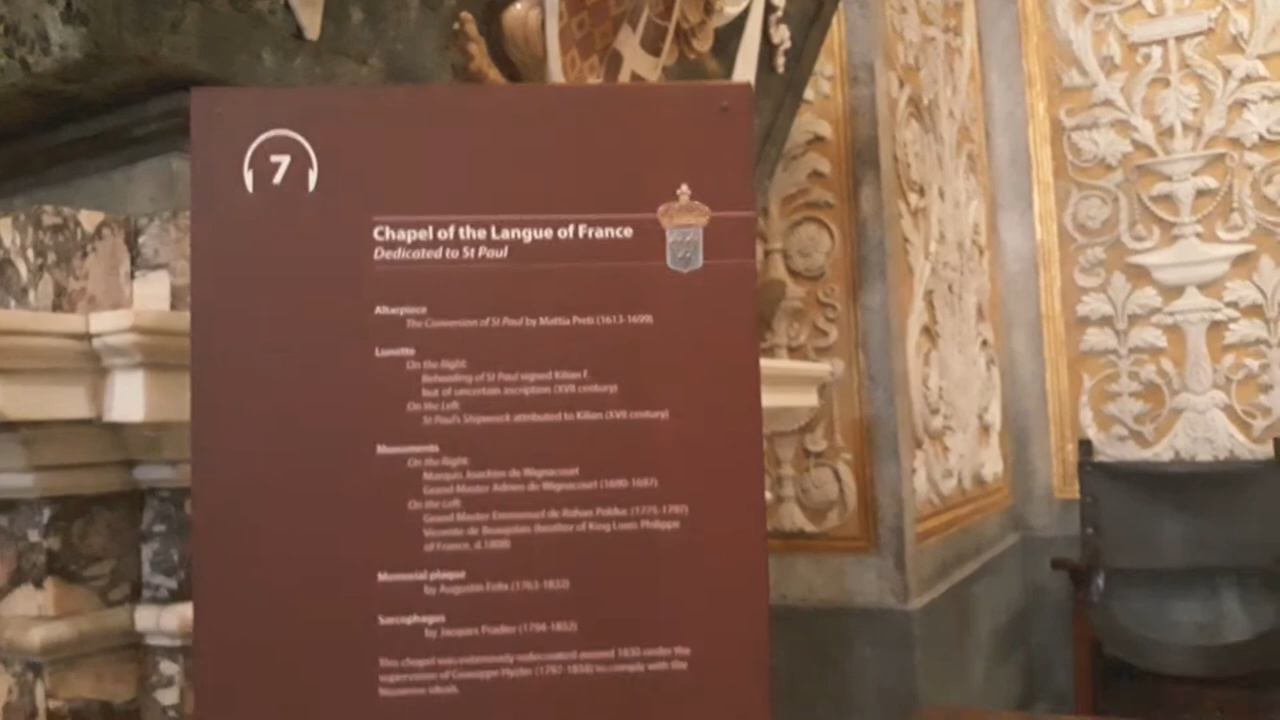 7
Chapel of the Langue of France
Dedicated to St Paul
Altarpiece
The Conversion of St Paul by Mattia Preti (1613-1699)
Lunette
On the Right:
Beheading of St Paul signed Kilian F.
but of uncertain ascription (XVII century)
On the Left:
St Paul's Shipwreck attributed to Kilian (XVII century)
Monuments
On the Right:
Marquis Joachim de Wignacourt
Grand Master Adrien de Wignacourt (1690-1697)
On the Left:
Grand Master Emmanuel de Rohan Polduc (1775-1797)
Vicomte de Beaujolais (brother of King Louis Philippe
of France, d.1808)
Memorial plaque
by Augustin Félix (1763-1832)
Sarcophagus
by Jacques Pradier (1794-1852)
This chapel was extensively redecorated around 1830 under the
supervision of Giuseppe Hyzler (1787-1858) to comply with the
Nazarene ideals.